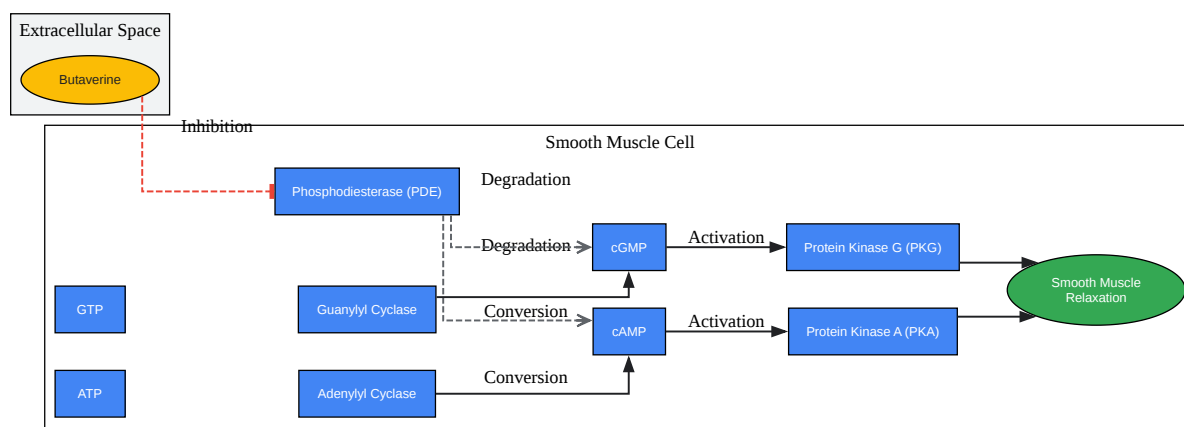 Extracellular Space
Butaverine
Inhibition
Smooth Muscle Cell
Phosphodiesterase (PDE)
Degradation
Degradation
cGMP
Activation
Protein Kinase G (PKG)
Smooth Muscle
Relaxation
GTP
Guanylyl Cyclase
Conversion
cAMP
Activation
Protein Kinase A (PKA)
ATP
Adenylyl Cyclase
Conversion